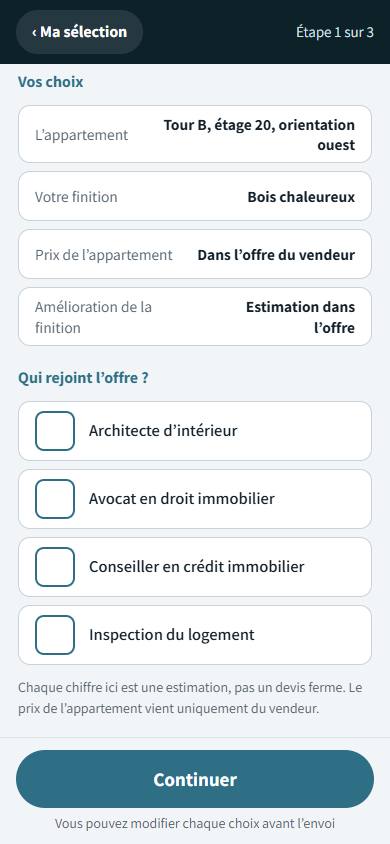 ‹ Ma sélection
Étape 1 sur 3
Vos choix
L’appartement
Tour B, étage 20, orientation
ouest
Votre finition
Bois chaleureux
Prix de l’appartement
Dans l’offre du vendeur
Amélioration de la
finition
Estimation dans
l’offre
Qui rejoint l’offre ?
Architecte d’intérieur
Avocat en droit immobilier
Conseiller en crédit immobilier
Inspection du logement
Chaque chiffre ici est une estimation, pas un devis ferme. Le
prix de l’appartement vient uniquement du vendeur.
Continuer
Vous pouvez modifier chaque choix avant l’envoi